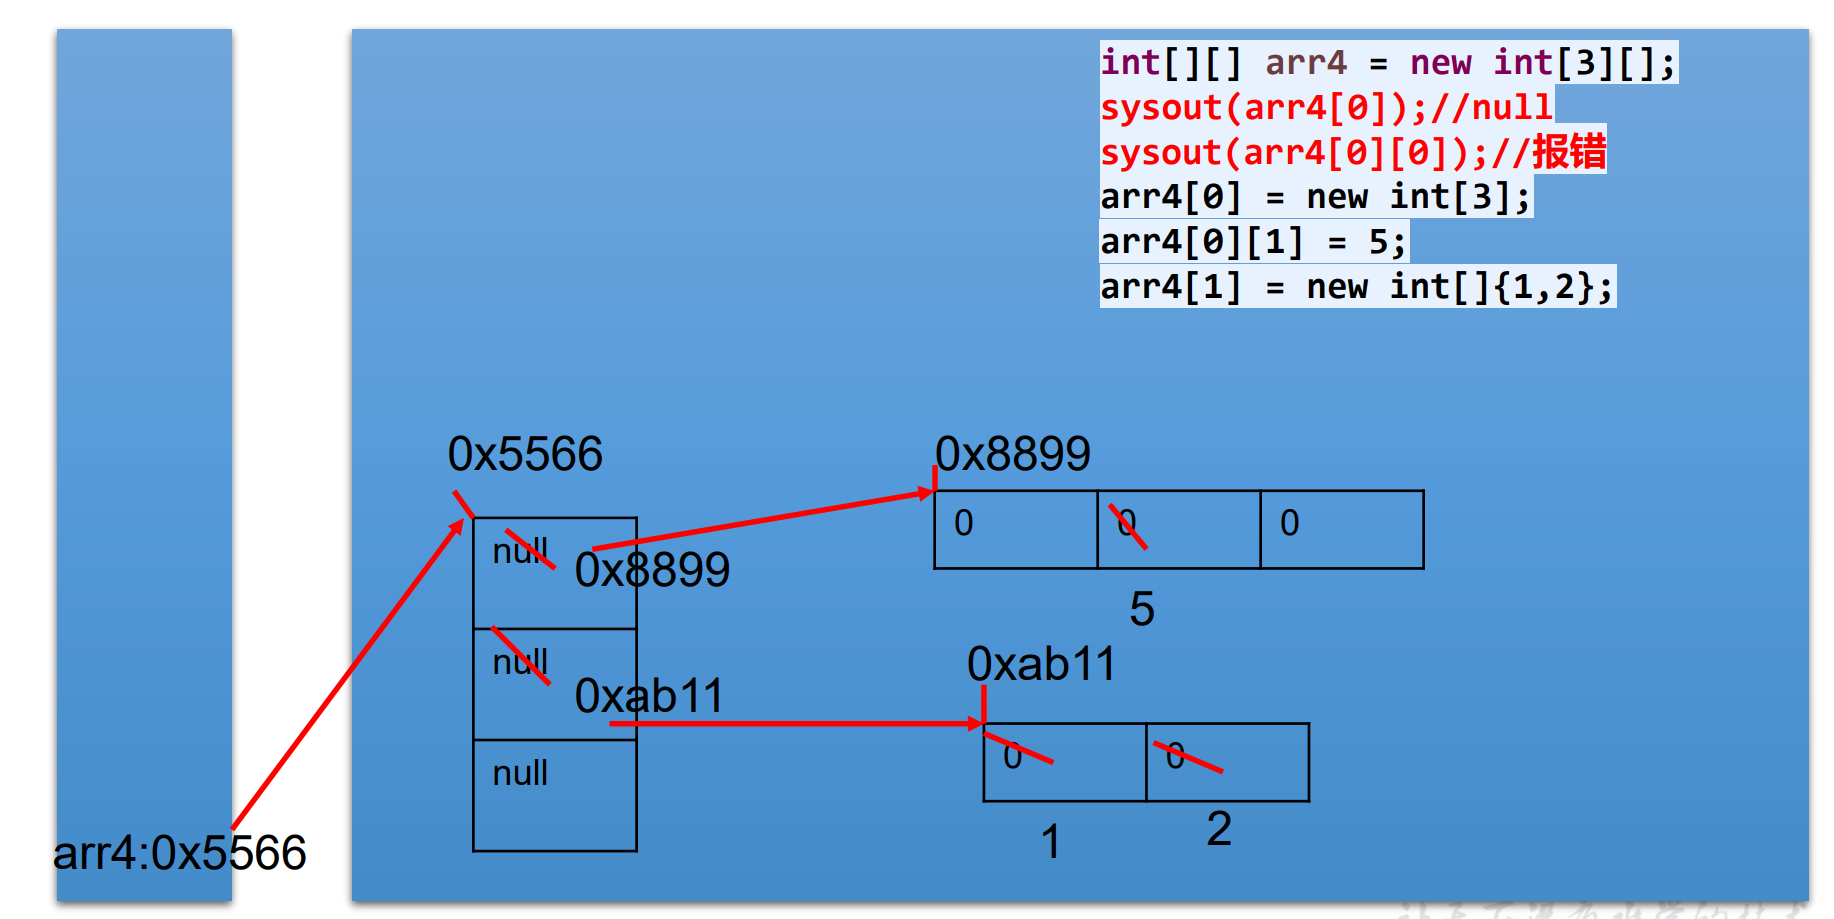 int[][] arr4 = new int[3][];
sysout(arr4[0]);//null
sysout(arr4[0][0]);//报错
arr4[0] = new int[3];
arr4[0][1] = 5;
arr4[1] = new int[]{1,2};
0x5566
0x8899
null
0x8899
0 0 0
5
null
0xab11
0xab11
0 0
null
1 2
arr4:0x5566